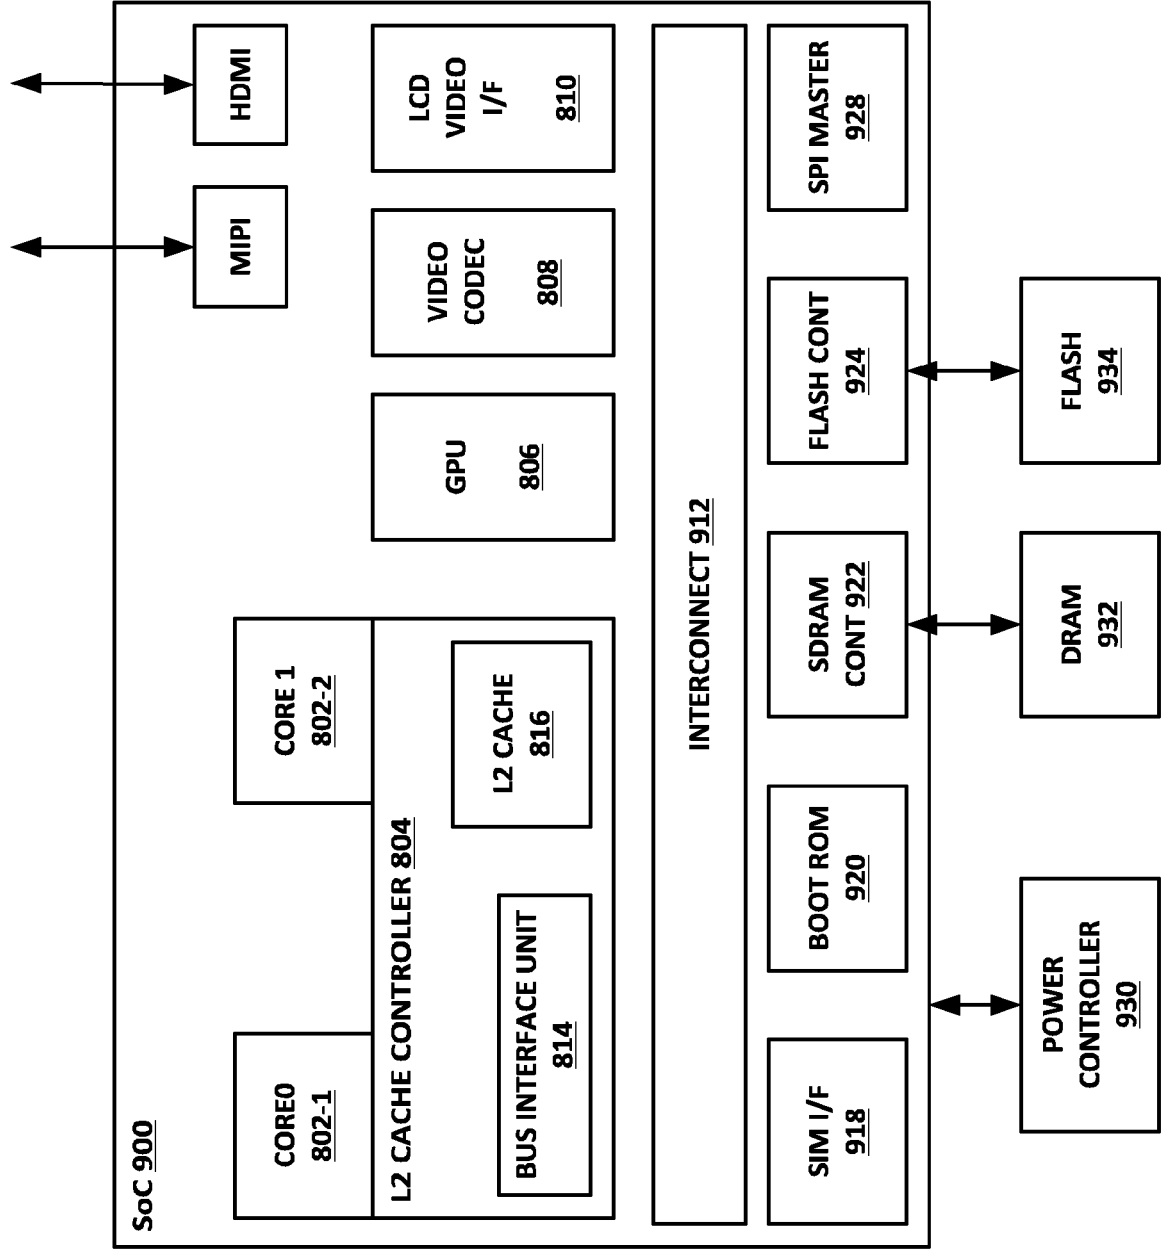 SoC 900
CORE0
802-1
CORE 1
802-2
L2 CACHE CONTROLLER 804
BUS INTERFACE UNIT
814
L2 CACHE
816
GPU
806
VIDEO
CODEC
808
LCD
VIDEO
I/F
810
MIPI
HDMI
INTERCONNECT 912
SIM I/F
918
BOOT ROM
920
SDRAM
CONT 922
FLASH CONT
924
SPI MASTER
928
POWER
CONTROLLER
930
DRAM
932
FLASH
934